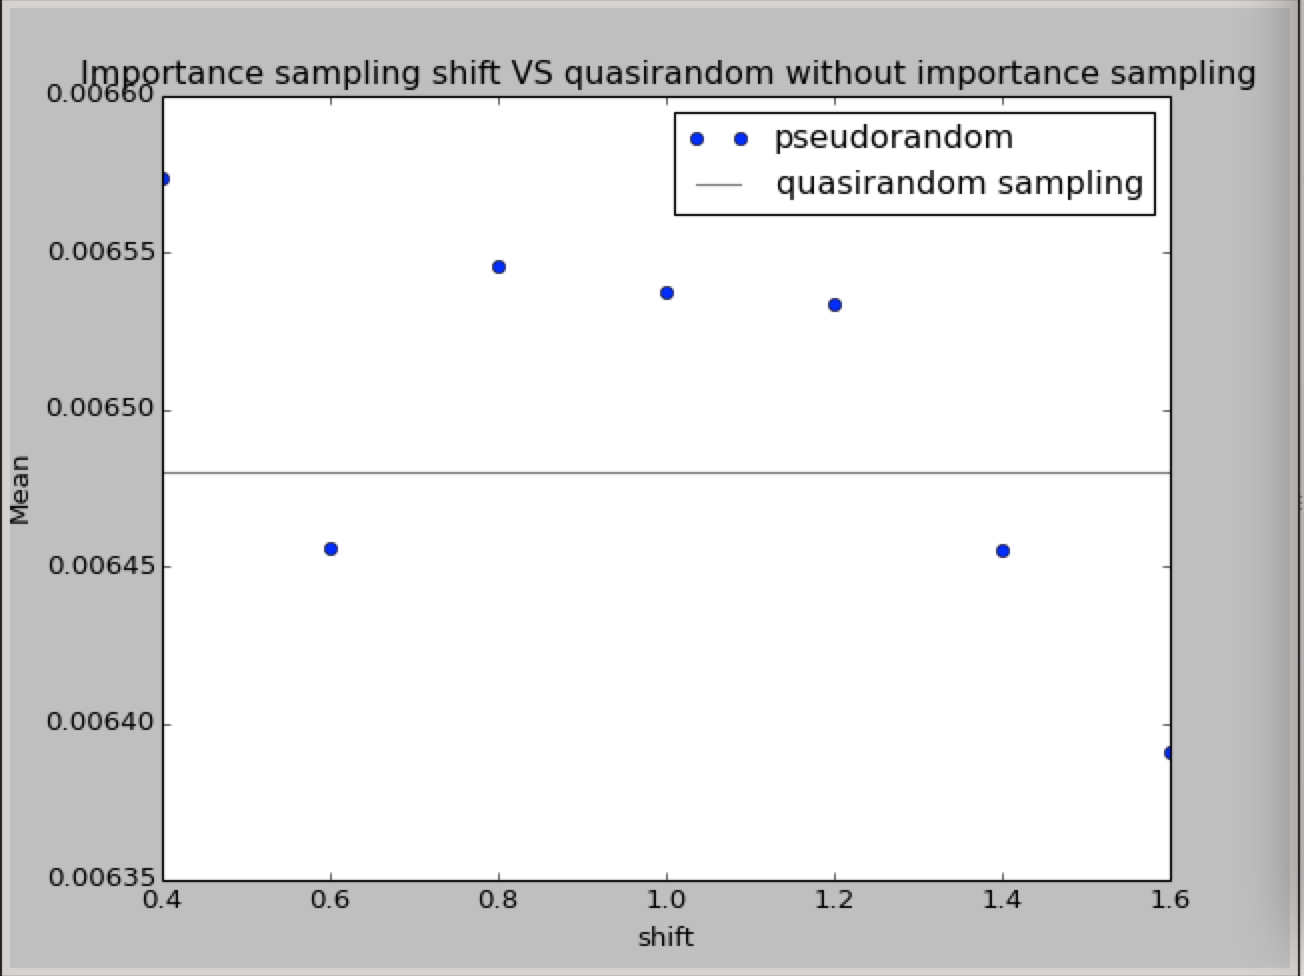 Importance sampling shift VS quasirandom without importance sampling
0.00660
pseudorandom
quasirandom sampling
0.00655
0.00650
Mean
0.00645
0.00640
0.00635
0.4 0.6 0.8 1.0 1.2 1.4 1.6
shift